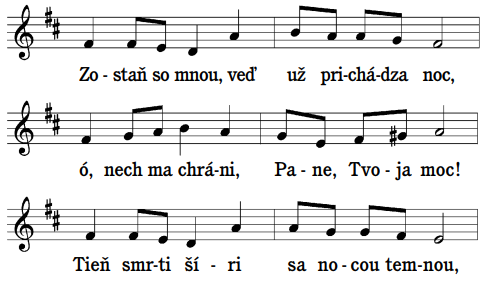 Zo - staň so mnou, veď už pri-chá-dza noc,
ó, nech ma chrá-ni, Pa - ne, Tvo - ja moc!
Tieň smr-ti ší - ri sa no - cou tem-nou,